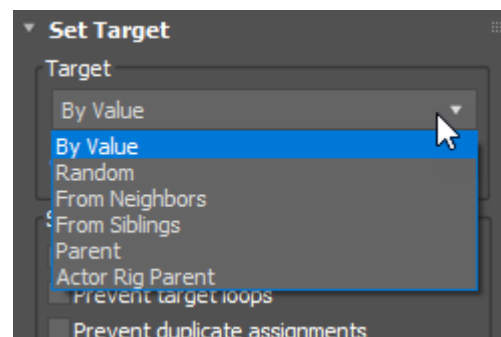 Set Target
Target
By Value
By Value
Random
From Neighbors
From Siblings
Parent
Actor Rig Parent
Prevent target loops
Prevent duplicate assignments